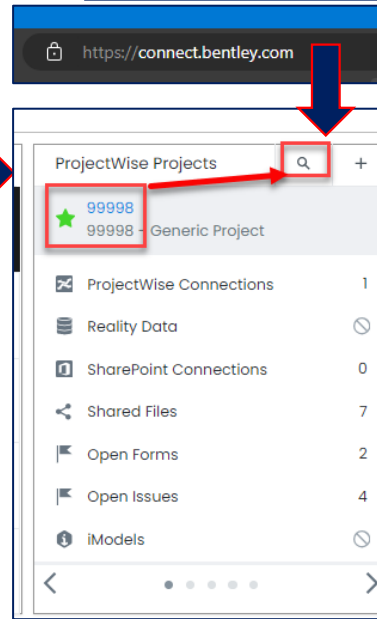 https://connect.bentley.com
ProjectWise Projects
99998
99998 - Generic Project
ProjectWise Connections 1
Reality Data
SharePoint Connections 0
Shared Files 7
Open Forms 2
Open Issues 4
iModels